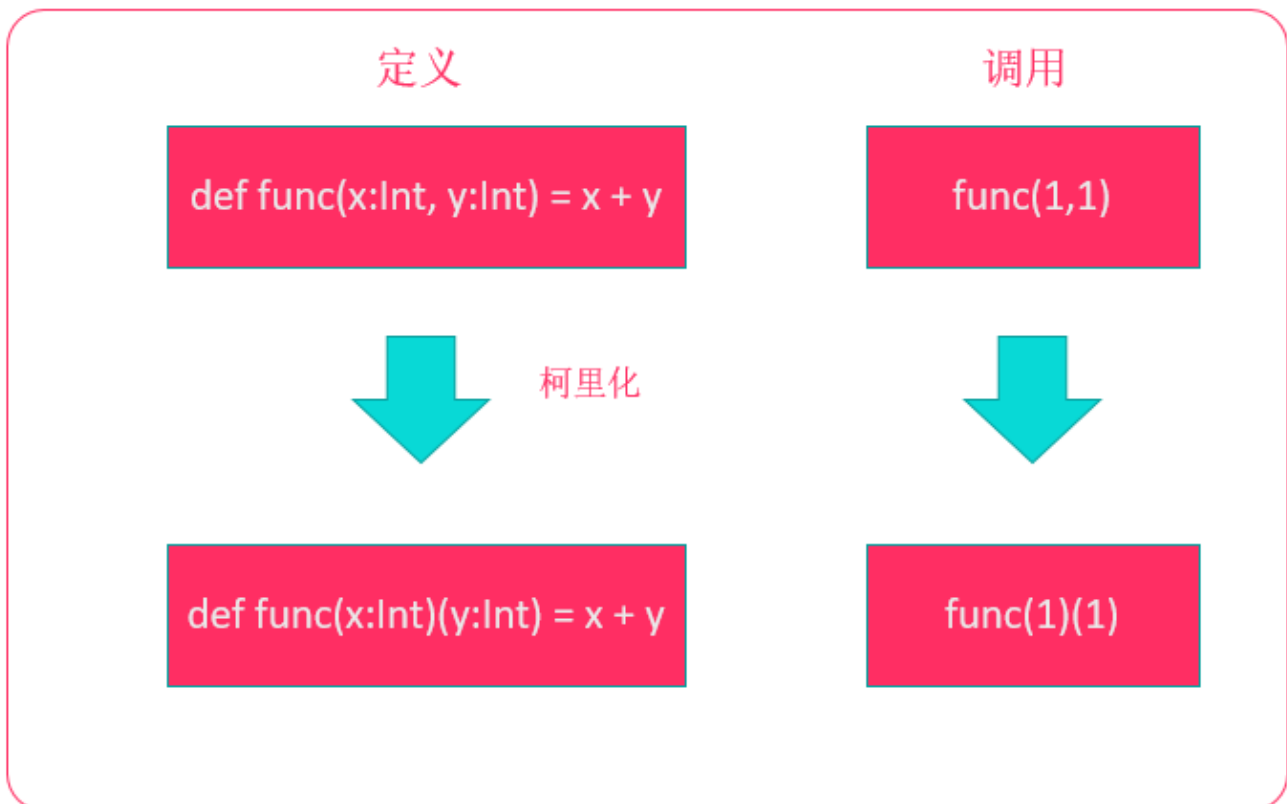 定义
调用
def func(x:Int, y:Int) = x + y
func(1,1)
柯里化
def func(x:Int)(y:Int) = x + y
func(1)(1)